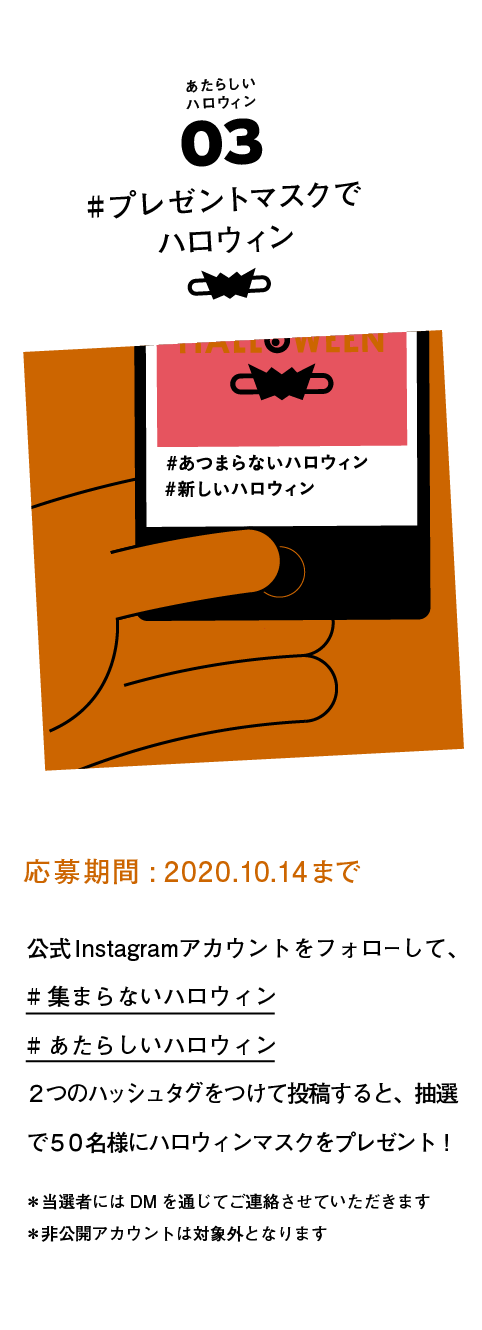 あたらしい
ハロウィン
03
#プレゼントマスクで
ハロウィン
HALLOWEEN
#あつまらないハロウィン
#新しいハロウィン
応募期間：2020.10.14まで
公式Instagramアカウントをフォローして、
# 集まらないハロウィン
# あたらしいハロウィン
２つのハッシュタグをつけて投稿すると、抽選
で５０名様にハロウィンマスクをプレゼント！
＊当選者には DM を通じてご連絡させていただきます
＊非公開アカウントは対象外となります